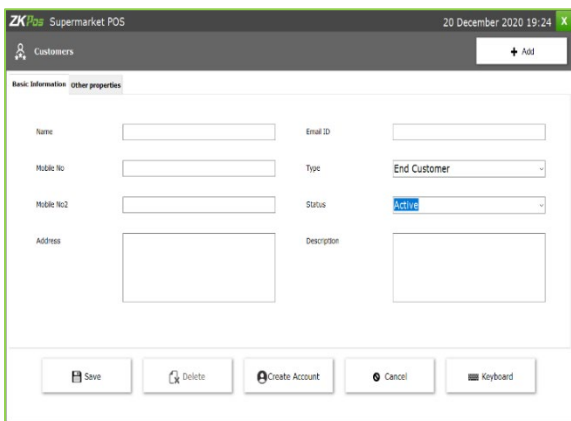 ZKPos Supermarket POS 20 December 2020 19:24 X
Customers + Add
Basic Information Other properties
Name Email ID
Mobile No Type End Customer
Mobile No2 Status Active
Address Description
Save Delete Create Account Cancel Keyboard